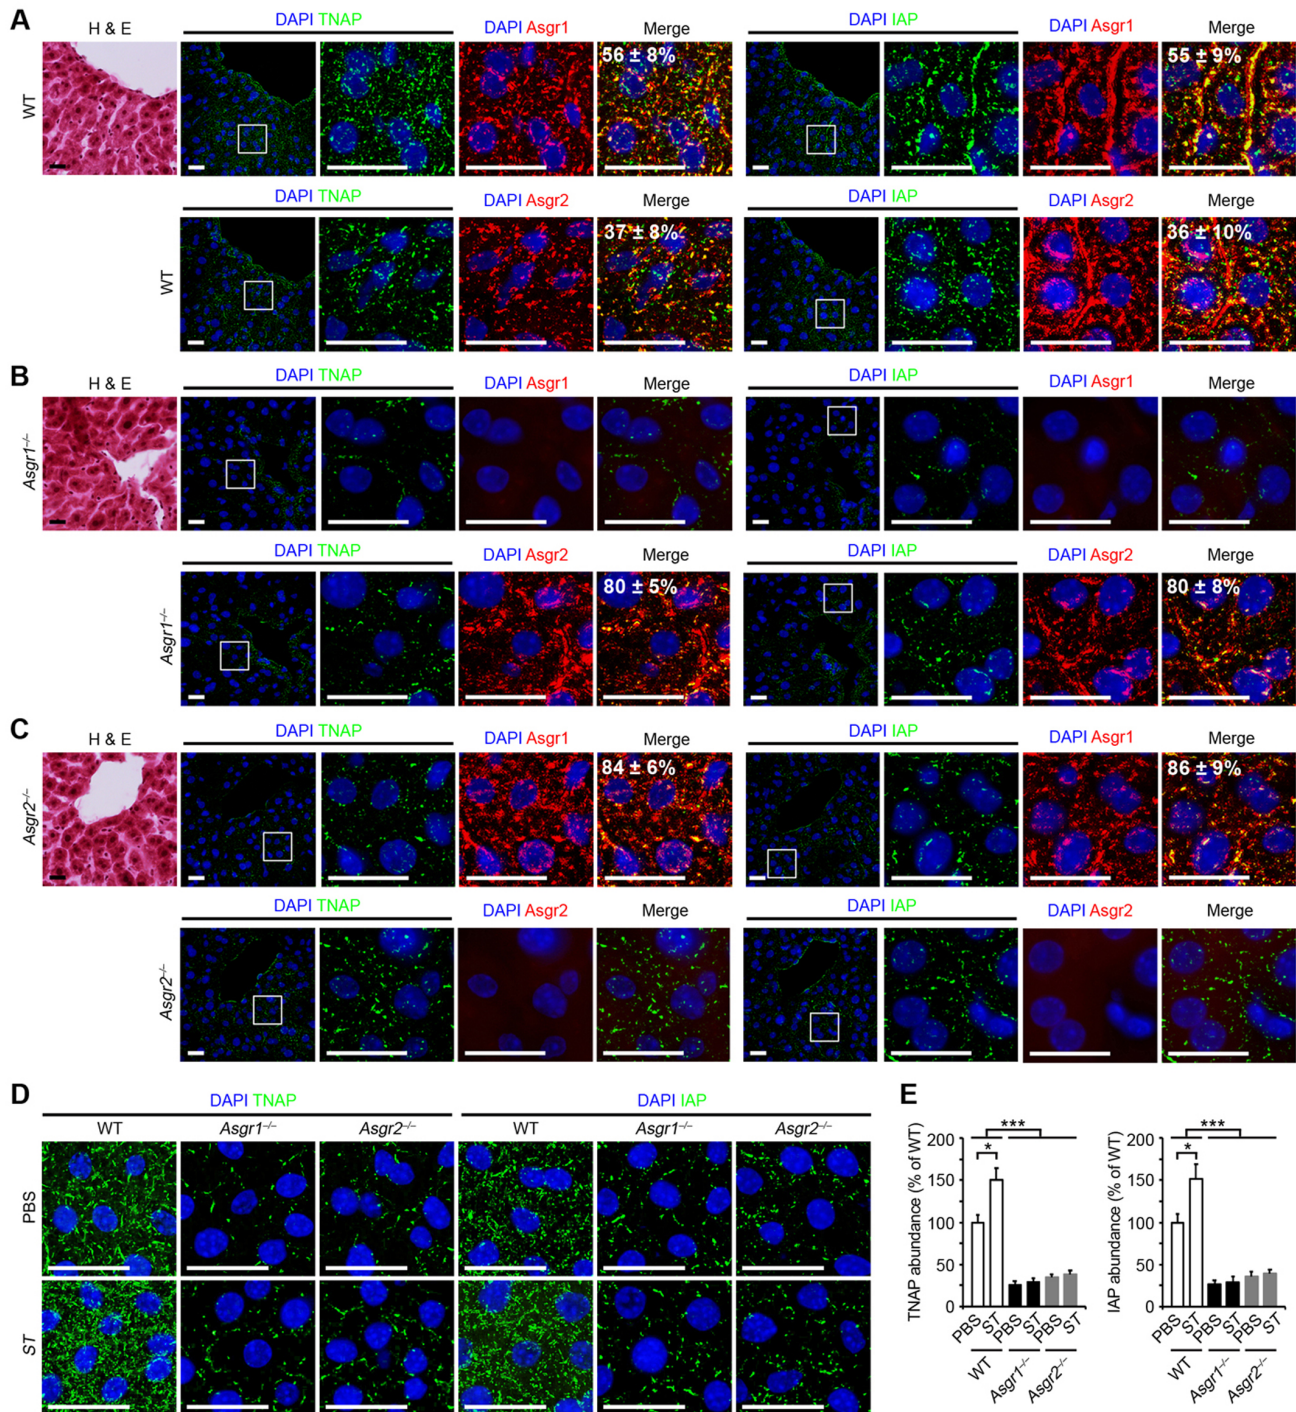 A
H & E
DAPI TNAP
DAPI Asgr1
Merge
DAPI IAP
DAPI Asgr1
Merge
WT
56 ± 8%
55 ± 9%
DAPI TNAP
DAPI Asgr2
Merge
DAPI IAP
DAPI Asgr2
Merge
WT
37 ± 8%
36 ± 10%
B
H & E
DAPI TNAP
DAPI Asgr1
Merge
DAPI IAP
DAPI Asgr1
Merge
Asgr1–/–
DAPI TNAP
DAPI Asgr2
Merge
DAPI IAP
DAPI Asgr2
Merge
Asgr1–/–
80 ± 5%
80 ± 8%
C
H & E
DAPI TNAP
DAPI Asgr1
Merge
DAPI IAP
DAPI Asgr1
Merge
Asgr2–/–
84 ± 6%
86 ± 9%
DAPI TNAP
DAPI Asgr2
Merge
DAPI IAP
DAPI Asgr2
Merge
Asgr2–/–
D
DAPI TNAP
DAPI IAP
WT
Asgr1–/–
Asgr2–/–
WT
Asgr1–/–
Asgr2–/–
PBS
ST
E
TNAP abundance (% of WT)
200
150
100
50
0
***
*
PBS
ST
PBS
ST
PBS
ST
WT
Asgr1–/–
Asgr2–/–
IAP abundance (% of WT)
200
150
100
50
0
***
*
PBS
ST
PBS
ST
PBS
ST
WT
Asgr1–/–
Asgr2–/–